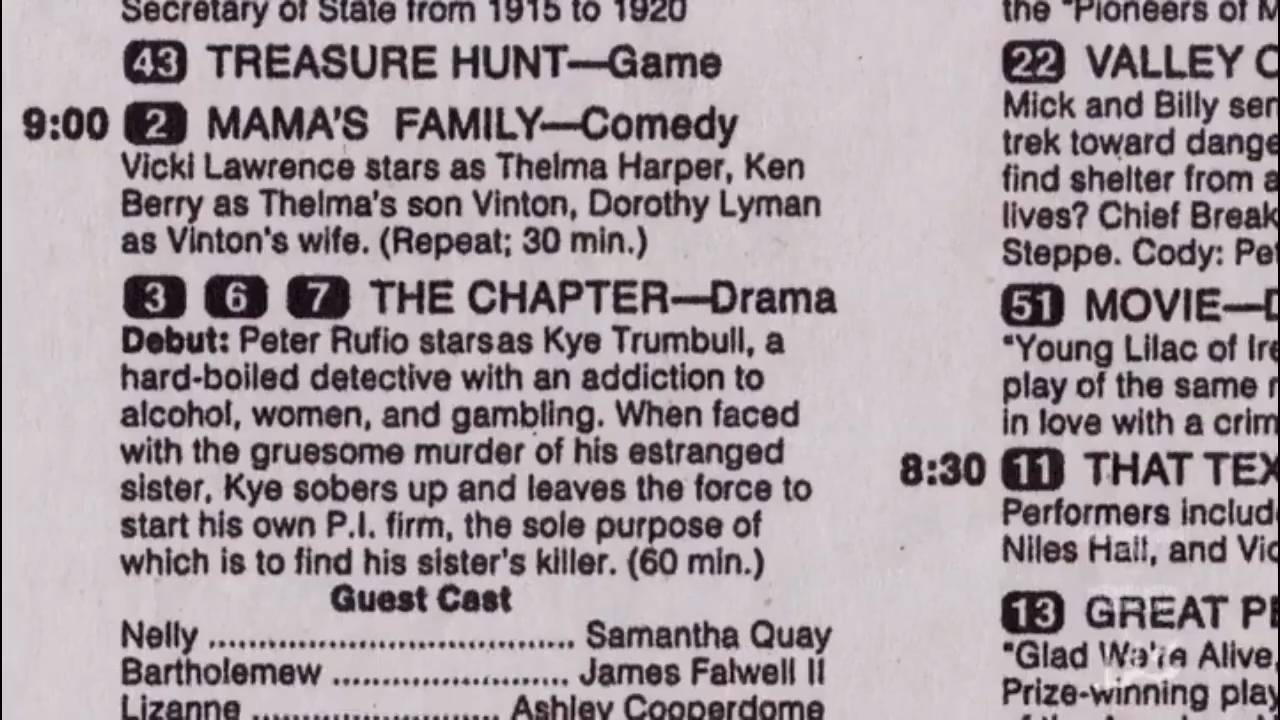 Secretary of State from 1915 to 1920
43 TREASURE HUNT—Game
9:00 2 MAMA'S FAMILY—Comedy
Vicki Lawrence stars as Thelma Harper, Ken
Berry as Thelma's son Vinton, Dorothy Lyman
as Vinton's wife. (Repeat; 30 min.)
3 6 7 THE CHAPTER—Drama
Debut: Peter Rufio starsas Kye Trumbull, a
hard-boiled detective with an addiction to
alcohol, women, and gambling. When faced
with the gruesome murder of his estranged
sister, Kye sobers up and leaves the force to
start his own P.I. firm, the sole purpose of
which is to find his sister's killer. (60 min.)
Guest Cast
Nelly .................................. Samantha Quay
Bartholemew ....................... James Falwell II
Lizanne ........................ Ashley Cooperdome
the "Pioneers of M
22 VALLEY
Mick and Billy
trek toward
find shelter from
lives? Chief
Steppe. Cody:
51 MOVIE—
"Young Lilac of
play of the same
in love with a
8:30 11 THAT
Performers
Niles Hall, and
13 GREAT
"Glad We're Alive
Prize-winning